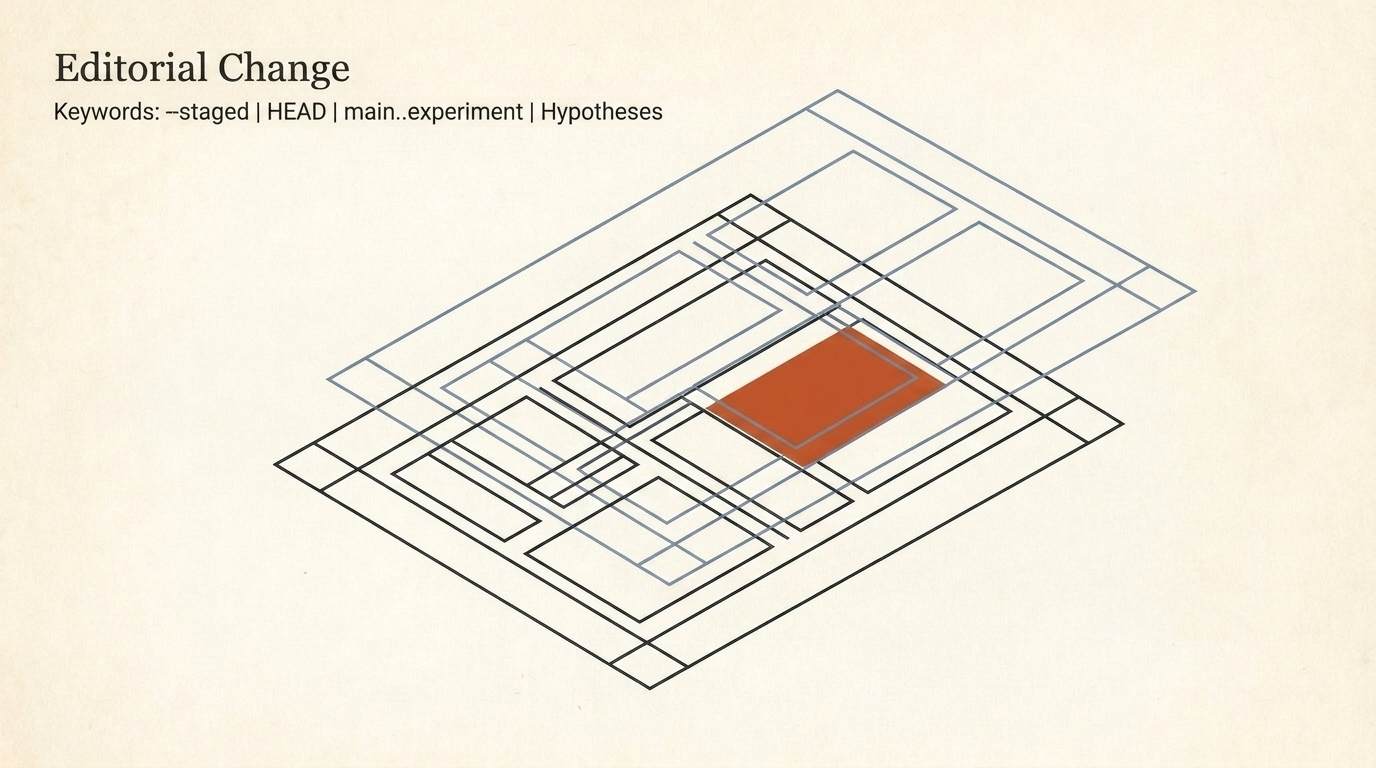 Editorial Change
Keywords: --staged | HEAD | main..experiment | Hypotheses